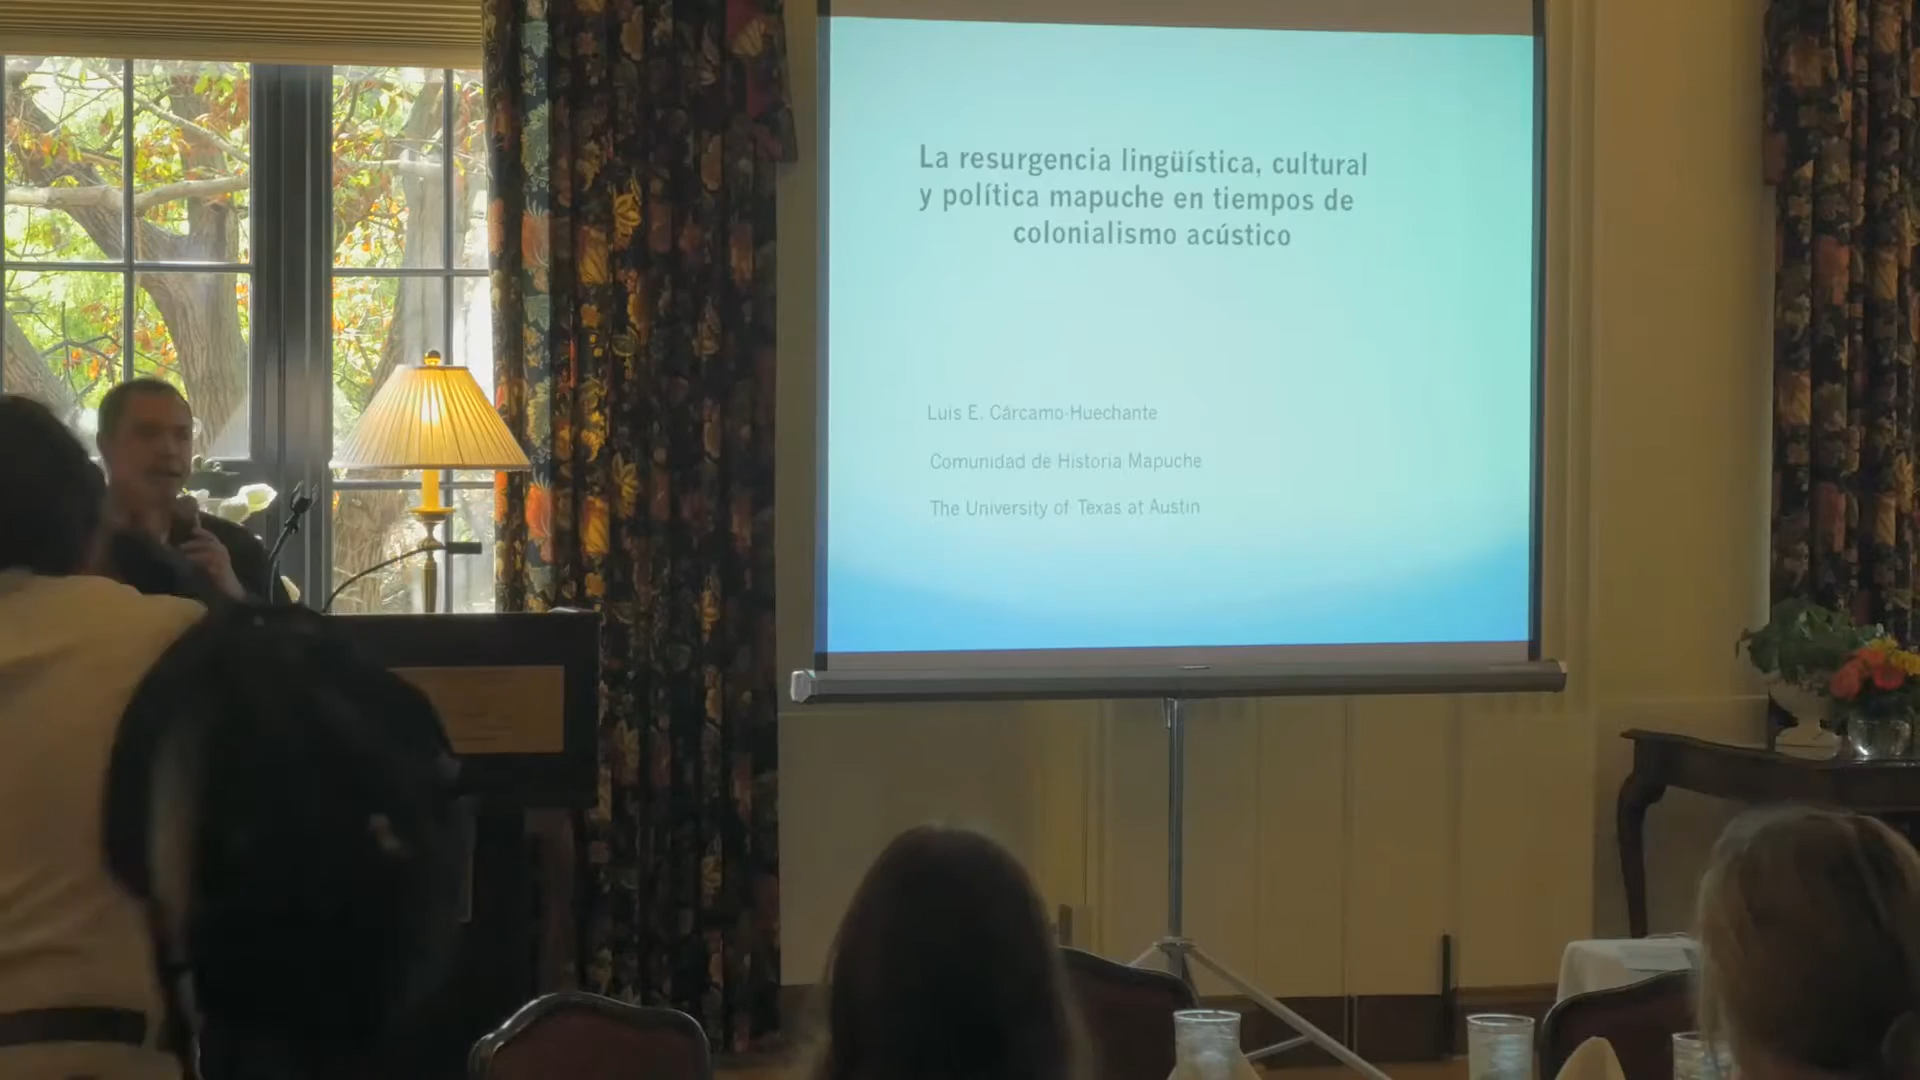 La resurgencia lingüística, cultural
y política mapuche en tiempos de
colonialismo acústico
Luis E. Cárcamo-Huechante
Comunidad de Historia Mapuche
The University of Texas at Austin